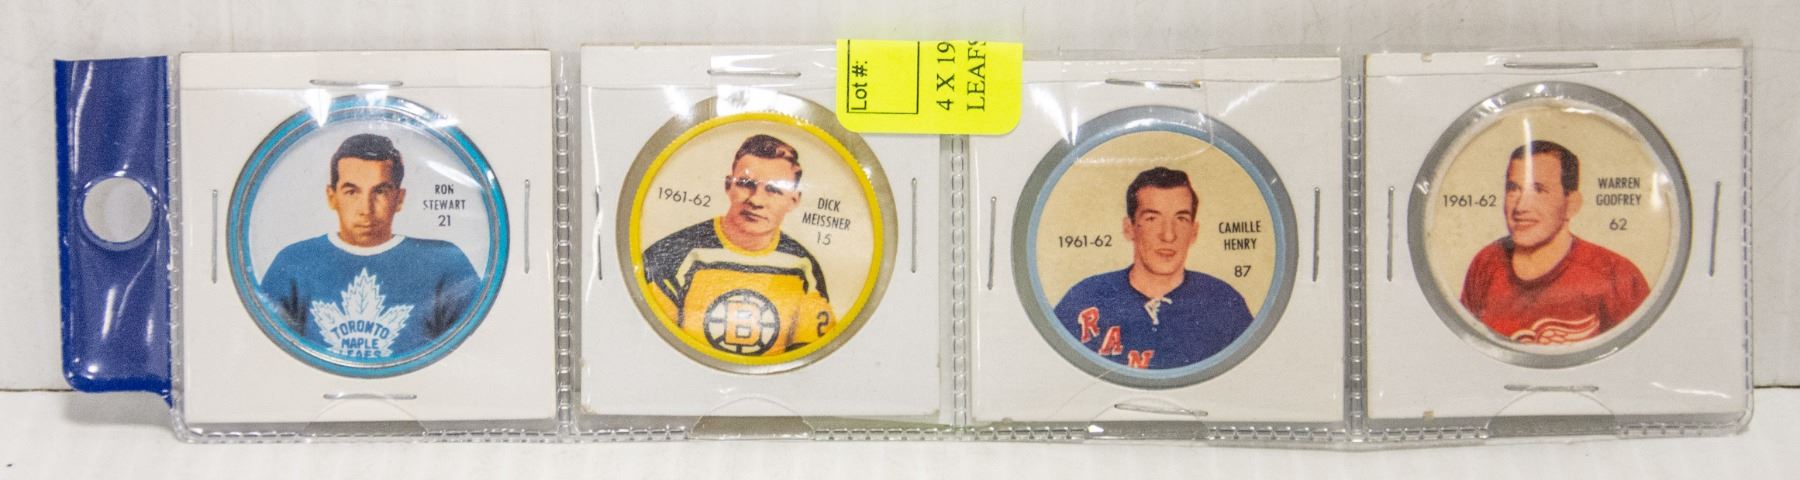 RON
STEWART
21
TORONTO
MAPLE
LEAFS
1961-62
DICK
MEISSNER
15
B
2
Lot #:
4 X 19
LEAFS
1961-62
CAMILLE
HENRY
87
RAN
1961-62
WARREN
GODFREY
62